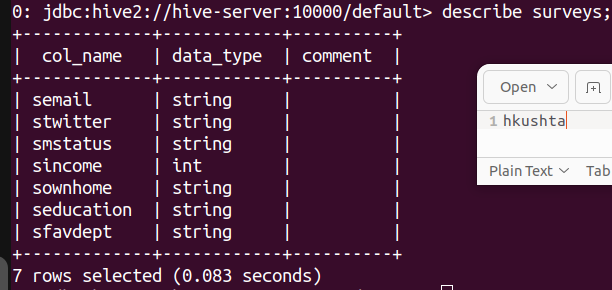 0: jdbc:hive2://hive-server:10000/default> describe surveys;
+-------------+------------+----------+
|  col_name   | data_type  | comment  |
+-------------+------------+----------+
| semail      | string     |          |
| stwitter    | string     |          |
| smstatus    | string     |          |
| sincome     | int        |          |
| sownhome    | string     |          |
| seducation  | string     |          |
| sfavdept    | string     |          |
+-------------+------------+----------+
7 rows selected (0.083 seconds)
Open
1 hkushta
Plain Text Tab